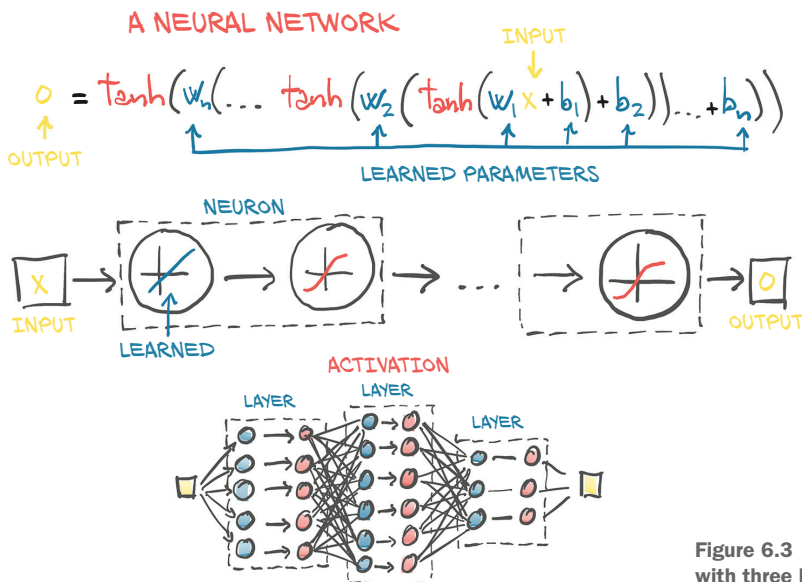 A NEURAL NETWORK
INPUT
o = tanh(wₙ(... tanh(w₂(tanh(w₁ x + b₁) + b₂))... + bₙ))
OUTPUT
LEARNED PARAMETERS
NEURON
x
...
o
INPUT
OUTPUT
LEARNED
ACTIVATION
LAYER
LAYER
LAYER
Figure 6.3
with three l